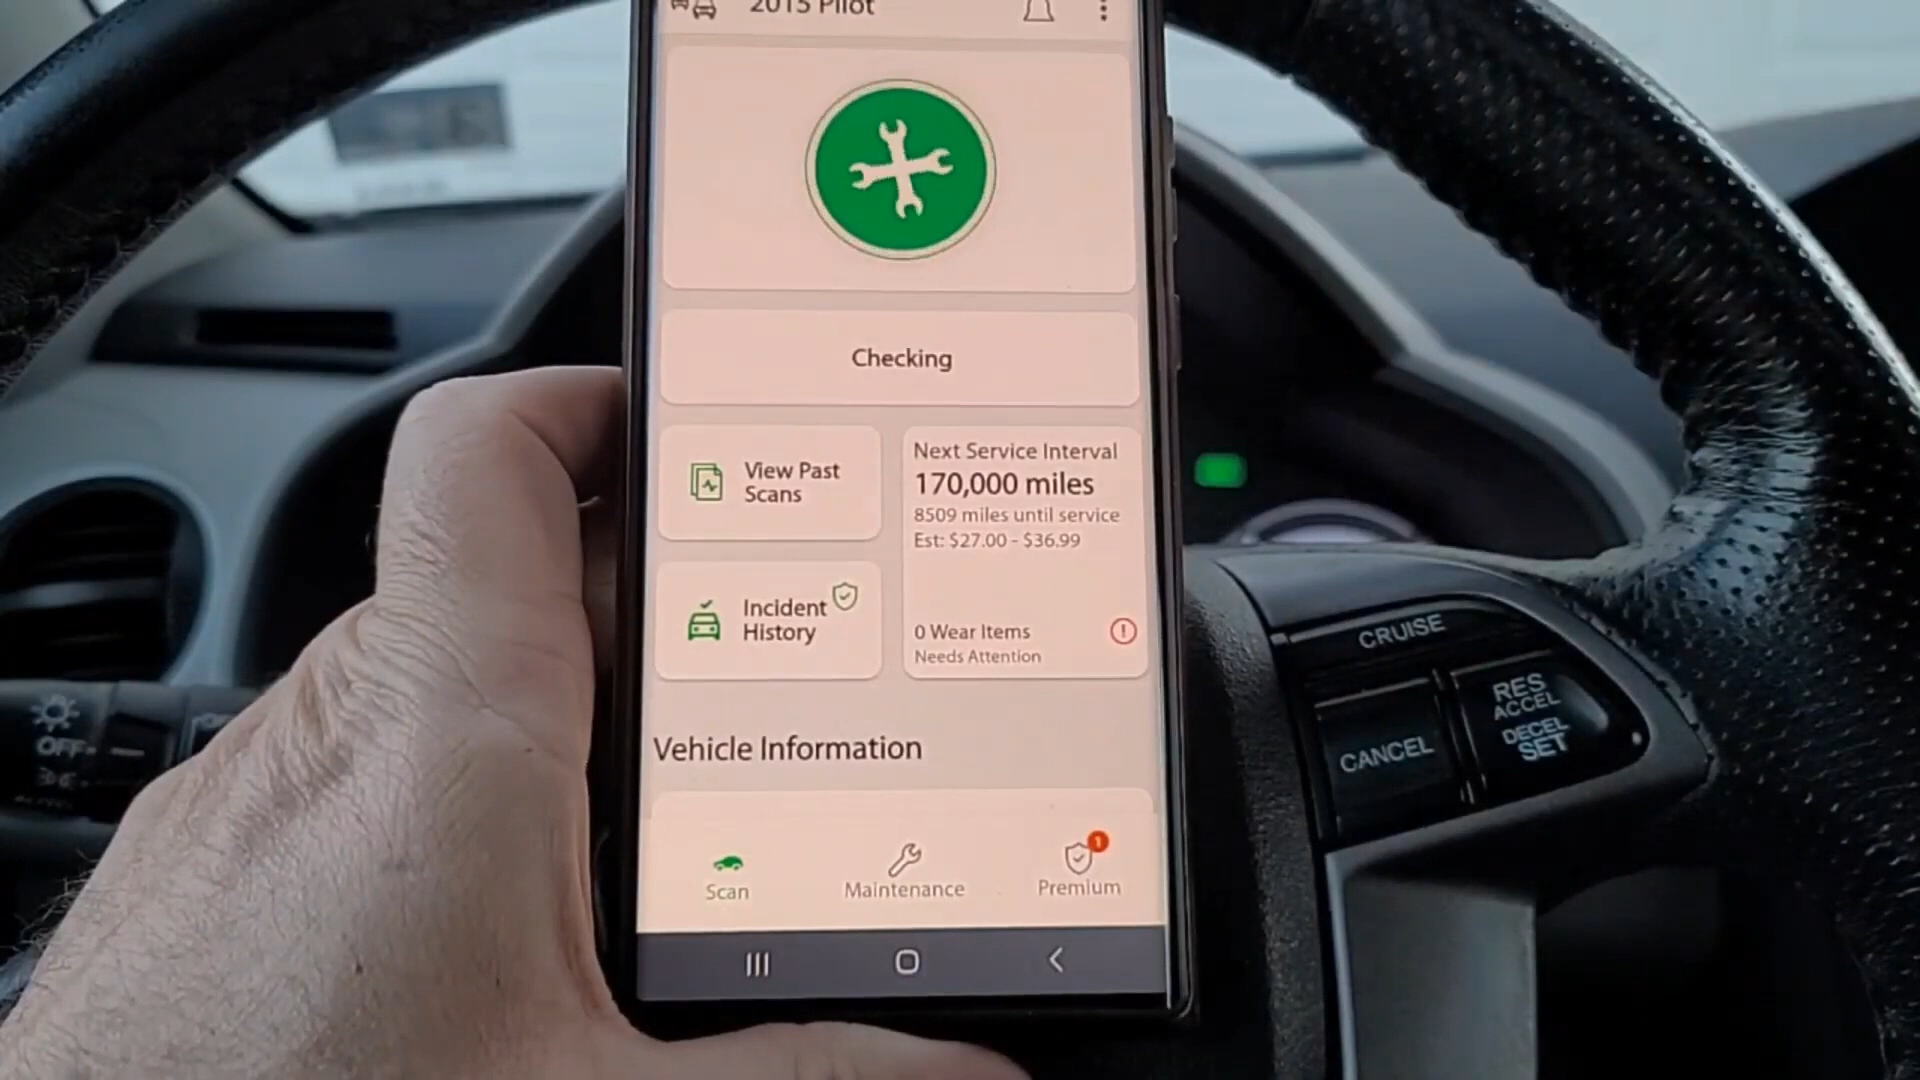 2015 Pilot
Checking
View Past
Scans
Next Service Interval
170,000 miles
8509 miles until service
Est: $27.00 - $36.99
Incident
History
0 Wear Items
Needs Attention
Vehicle Information
Scan
Maintenance
1
Premium
CRUISE
CANCEL
RES
ACCEL
DECEL
SET
OFF